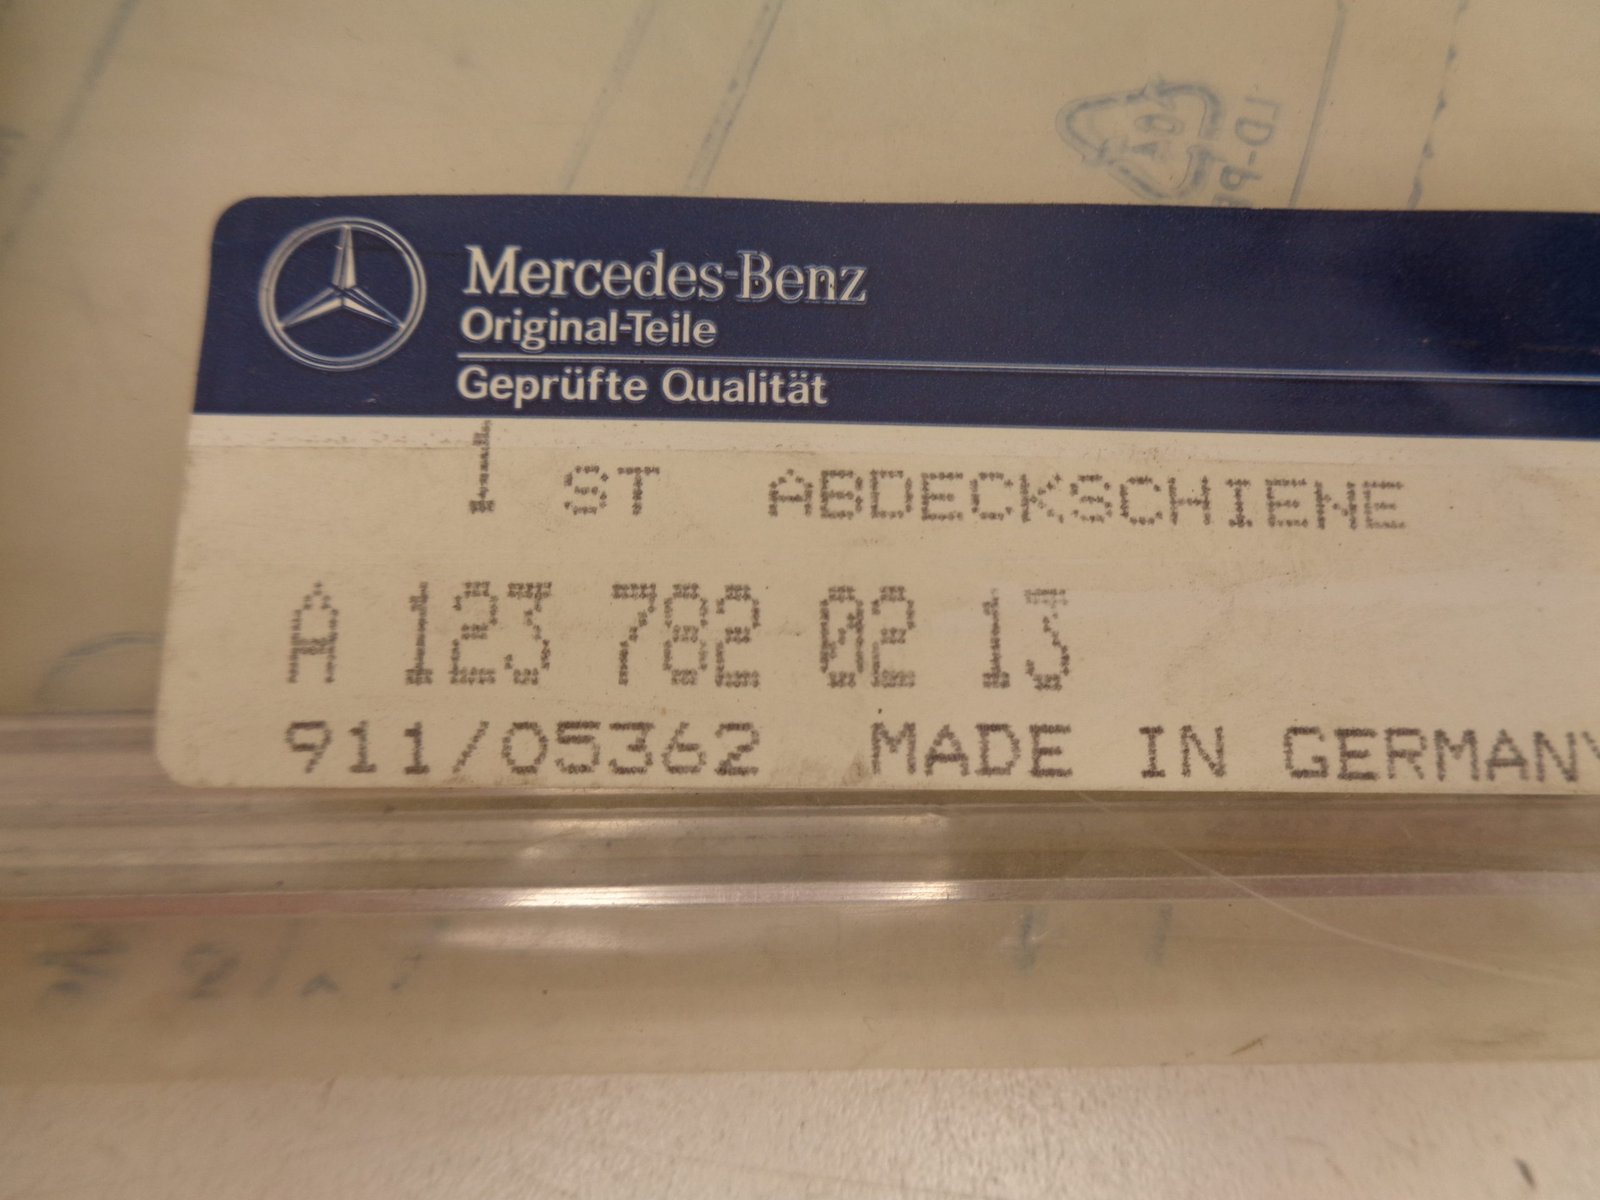 Mercedes-Benz
Original-Teile
Geprüfte Qualität
1 ST ABDECKSCHIENE
A 123 782 02 13
911/05362 MADE IN GERMANY